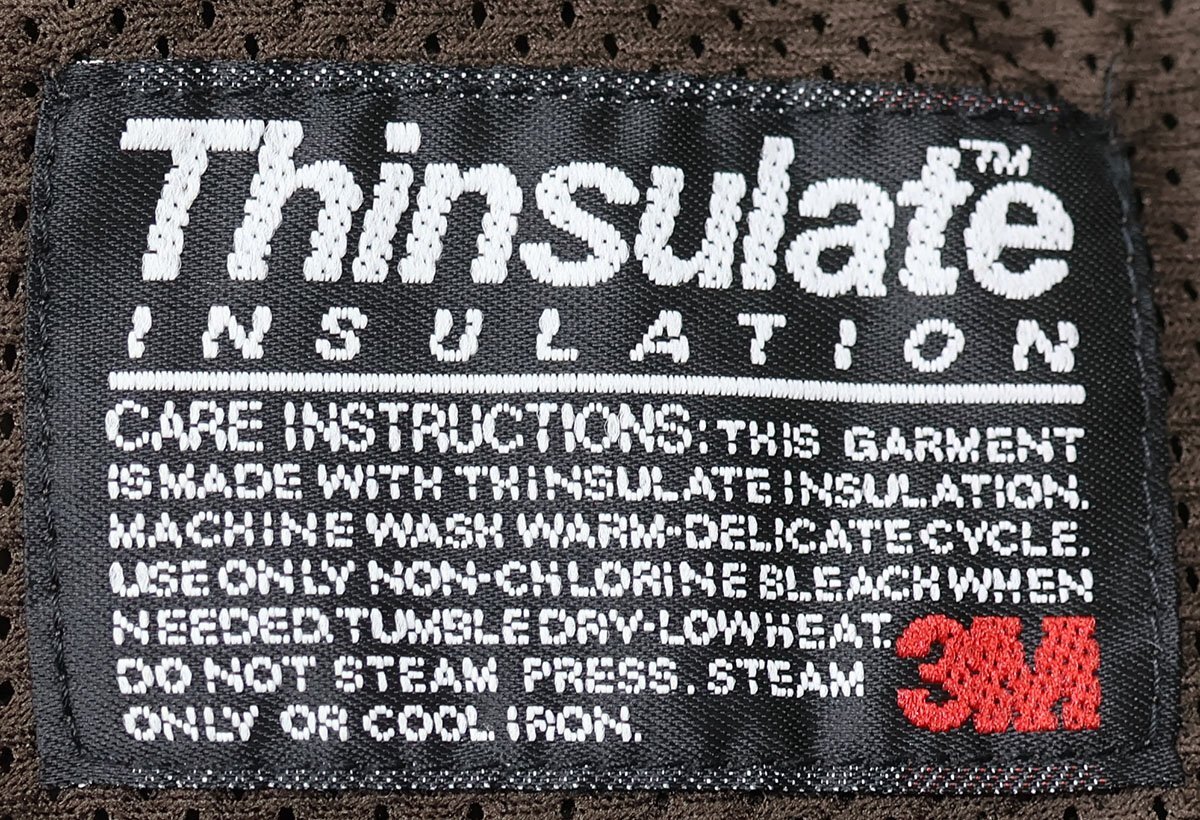 Thinsulate™
INSULATION
CARE INSTRUCTIONS: THIS GARMENT
IS MADE WITH THINSULATE INSULATION.
MACHINE WASH WARM-DELICATE CYCLE.
USE ONLY NON-CHLORINE BLEACH WHEN
NEEDED. TUMBLE DRY-LOW HEAT.
DO NOT STEAM PRESS. STEAM
ONLY OR COOL IRON.
3M